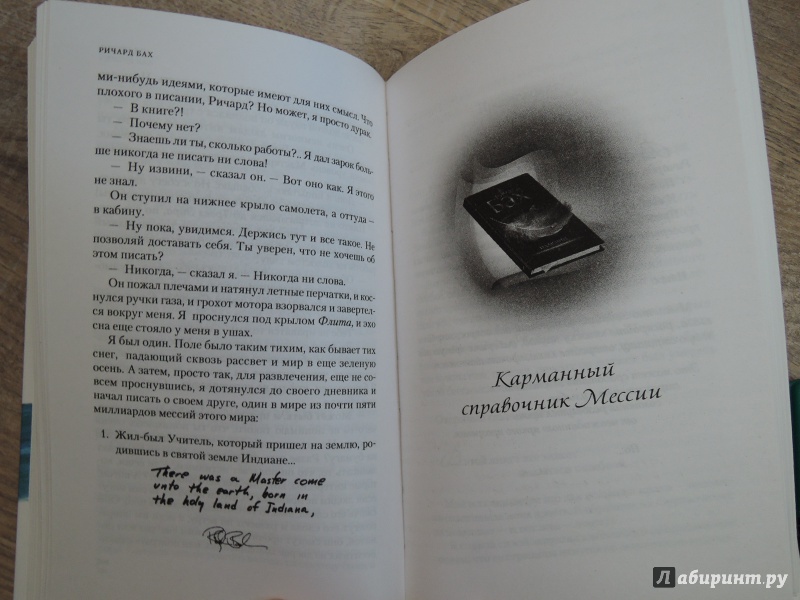 РИЧАРД БАХ
ми-нибудь идеями, которые имеют для них смысл. Что
плохого в писании, Ричард? Но может, я просто дурак.
— В книге?!
— Почему нет?
— Знаешь ли ты, сколько работы?.. Я дал зарок боль-
ше никогда не писать ни слова!
— Ну извини, — сказал он. — Вот оно как. Я этого
не знал.
Он ступил на нижнее крыло самолета, а оттуда –
в кабину.
— Ну пока, увидимся. Держись тут и все такое. Не
позволяй доставать себя. Ты уверен, что не хочешь об
этом писать?
— Никогда, — сказал я. — Никогда ни слова.
Он пожал плечами и натянул летные перчатки, и кос-
нулся ручки газа, и грохот мотора взорвался и завертел-
ся вокруг меня. Я проснулся под крылом Флита, и эхо
сна еще стояло у меня в ушах.
Я был один. Поле было таким тихим, как бывает тих
снег, падающий сквозь рассвет и мир в еще зеленую
осень. А затем, просто так, для развлечения, еще не со-
всем проснувшись, я дотянулся до своего дневника и
начал писать о своем друге, один в мире из почти пяти
миллиардов мессий этого мира:
1. Жил-был Учитель, который пришел на землю, ро-
дившись в святой земле Индиане...
There was a Master come
unto the earth, born in
the holy land of Indiana,
Карманный
справочник Мессии
Лабиринт.ру